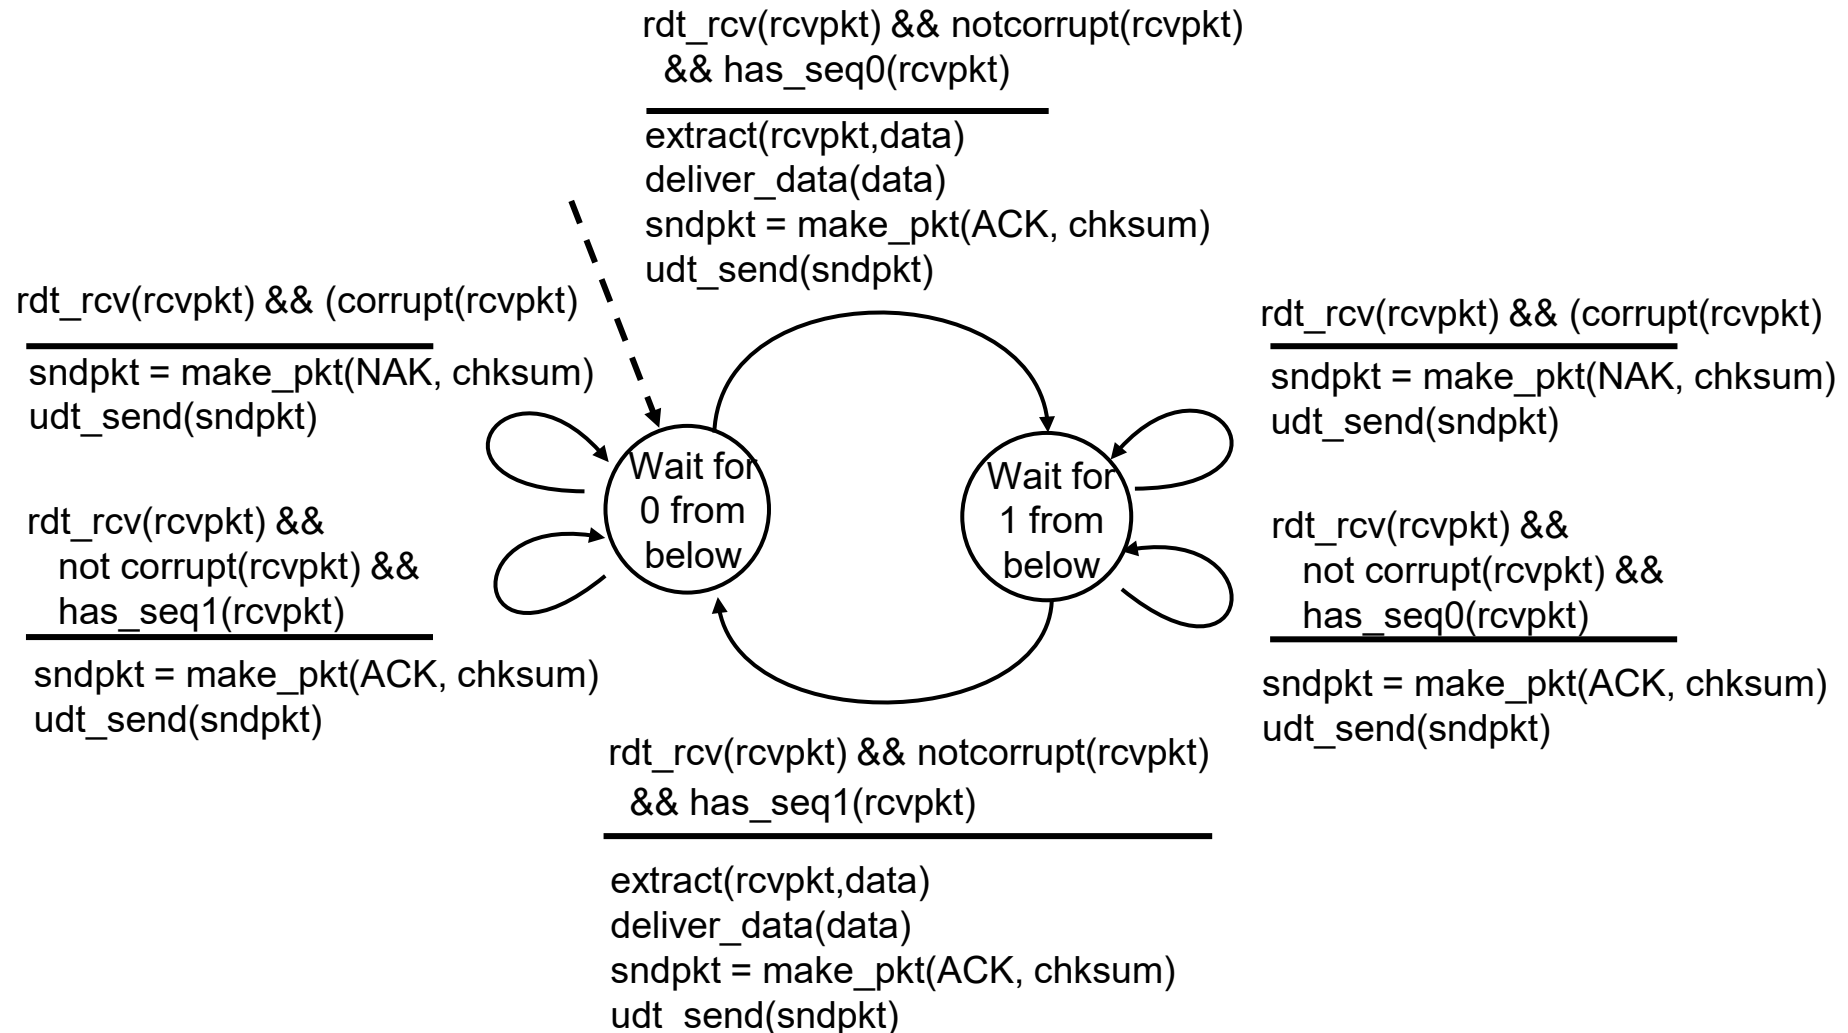 rdt_rcv(rcvpkt) && notcorrupt(rcvpkt)
&& has_seq0(rcvpkt)
extract(rcvpkt,data)
deliver_data(data)
sndpkt = make_pkt(ACK, chksum)
udt_send(sndpkt)
rdt_rcv(rcvpkt) && (corrupt(rcvpkt)
sndpkt = make_pkt(NAK, chksum)
udt_send(sndpkt)
rdt_rcv(rcvpkt) &&
not corrupt(rcvpkt) &&
has_seq1(rcvpkt)
sndpkt = make_pkt(ACK, chksum)
udt_send(sndpkt)
Wait for
0 from
below
Wait for
1 from
below
rdt_rcv(rcvpkt) && (corrupt(rcvpkt)
sndpkt = make_pkt(NAK, chksum)
udt_send(sndpkt)
rdt_rcv(rcvpkt) &&
not corrupt(rcvpkt) &&
has_seq0(rcvpkt)
sndpkt = make_pkt(ACK, chksum)
udt_send(sndpkt)
rdt_rcv(rcvpkt) && notcorrupt(rcvpkt)
&& has_seq1(rcvpkt)
extract(rcvpkt,data)
deliver_data(data)
sndpkt = make_pkt(ACK, chksum)
udt_send(sndpkt)